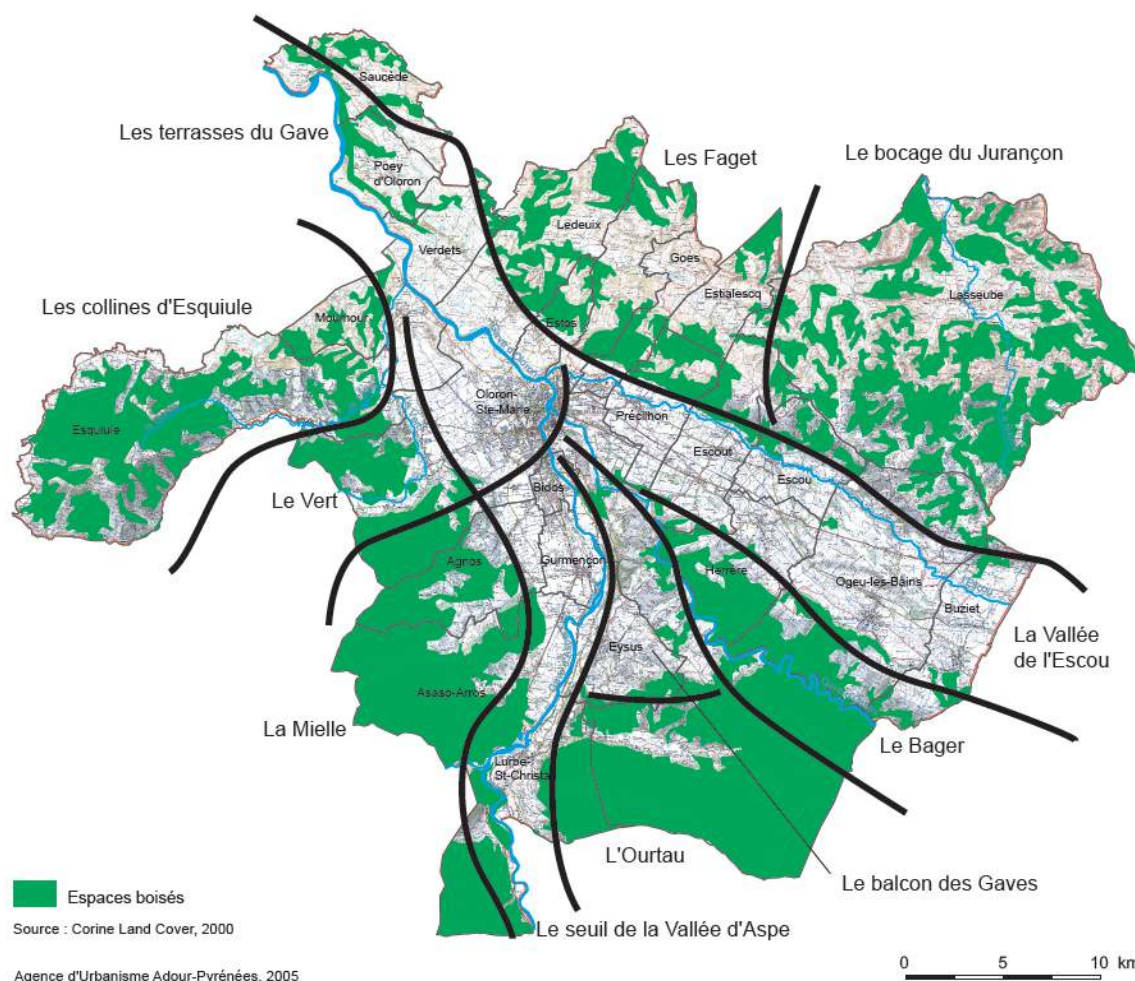 Saucède
Les terrasses du Gave
Les Faget
Le bocage du Jurançon
Poey
d'Oloron
Ledeuix
Verdets
Goes
Estialescq
Lasseube
Les collines d'Esquiule
Moumour
Estos
Oloron-
Ste-Marie
Précilhon
Esquiule
Escout
Escou
Le Vert
Bidos
Agnos
Gurmençon
Herrère
Ogeu-les-Bains
Buziet
Eysus
La Vallée
de l'Escou
Asasp-Arros
La Mielle
Le Bager
Lurbe-
St-Christa
L'Ourtau
Le balcon des Gaves
Espaces boisés
Le seuil de la Vallée d'Aspe
Source : Corine Land Cover, 2000
Agence d'Urbanisme Adour-Pyrénées, 2005
0 5 10 km